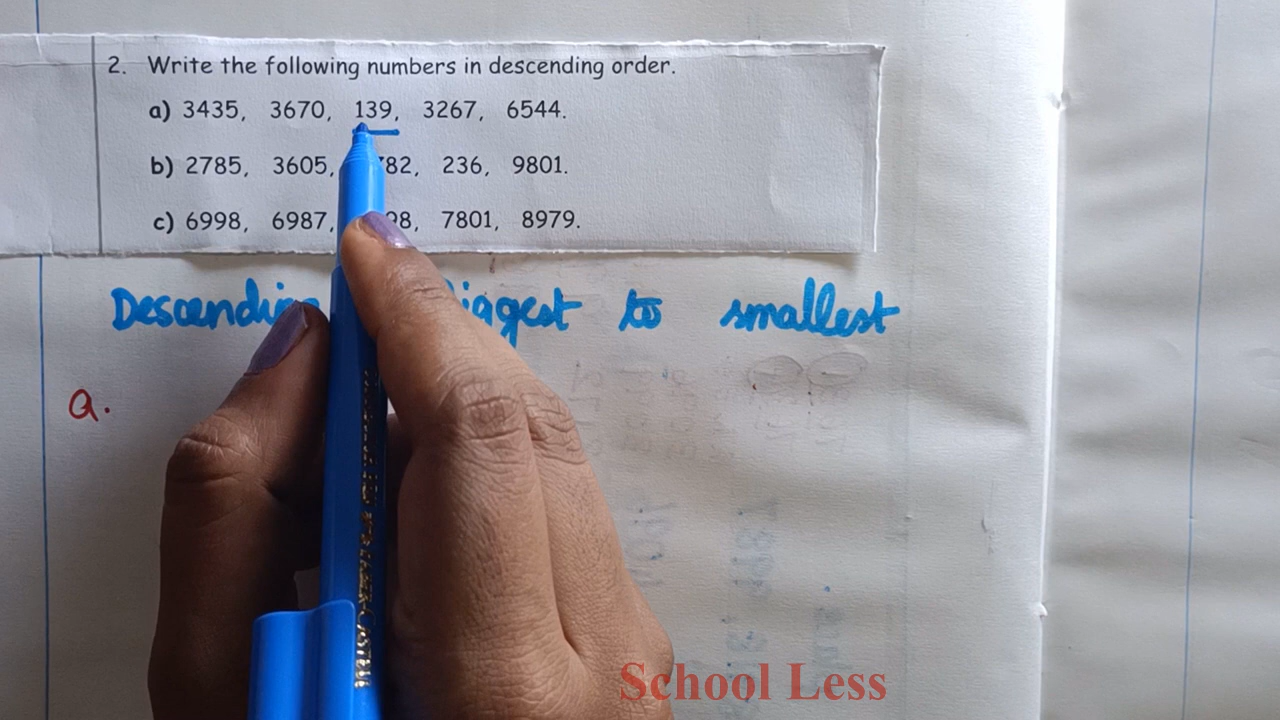 2. Write the following numbers in descending order.
a) 3435, 3670, 139, 3267, 6544.
b) 2785, 3605, 82, 236, 9801.
c) 6998, 6987, 98, 7801, 8979.
Descending iggest to smallest
a.
School Less